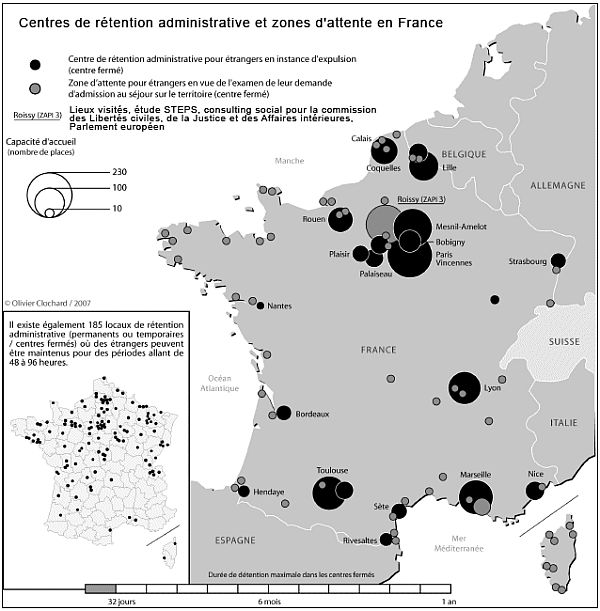 Centres de rétention administrative et zones d'attente en France
Centre de rétention administrative pour étrangers en instance d'expulsion
(centre fermé)
Zone d'attente pour étrangers en vue de l'examen de leur demande
d'admission au séjour sur le territoire (centre fermé)
Roissy (ZAPI 3)
Lieux visités, étude STEPS, consulting social pour la commission
des Libertés civiles, de la Justice et des Affaires intérieures,
Parlement européen
Capacité d'accueil
(nombre de places)
230
100
10
Manche
Calais
Coquelles
Lille
BELGIQUE
ALLEMAGNE
Roissy (ZAPI 3)
Rouen
Mesnil-Amelot
Bobigny
Plaisir
Paris
Vincennes
Palaiseau
Strasbourg
© Olivier Clochard / 2007
Nantes
Il existe également 185 locaux de rétention
administrative (permanents ou temporaires
/ centres fermés) où des étrangers peuvent
être maintenus pour des périodes allant de
48 à 96 heures.
FRANCE
SUISSE
Océan
Atlantique
Lyon
Bordeaux
ITALIE
Toulouse
Marseille
Nice
Hendaye
Sète
Rivesaltes
ESPAGNE
Mer
Méditerranée
Durée de détention maximale dans les centres fermés
32 jours
6 mois
1 an